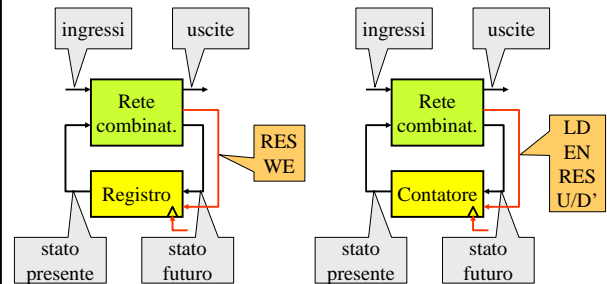 ingressi
uscite
Rete
combinat.
RES
WE
Registro
stato
presente
stato
futuro
ingressi
uscite
Rete
combinat.
LD
EN
RES
U/D’
Contatore
stato
presente
stato
futuro